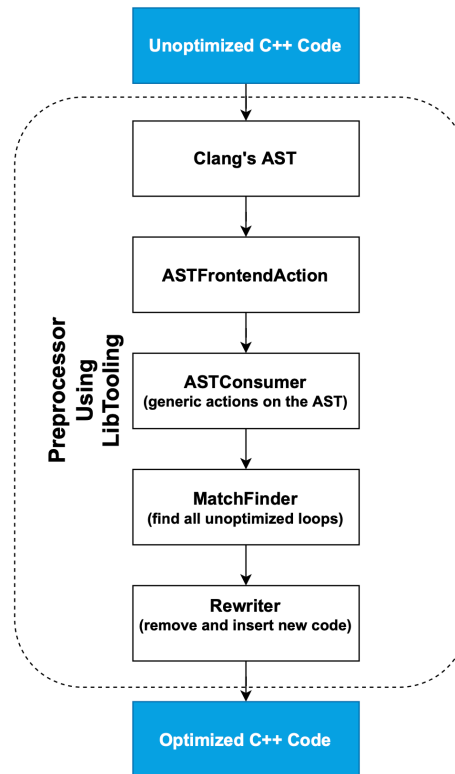 Unoptimized C++ Code
Clang's AST
ASTFrontendAction
Preprocessor
Using
LibTooling
ASTConsumer
(generic actions on the AST)
MatchFinder
(find all unoptimized loops)
Rewriter
(remove and insert new code)
Optimized C++ Code